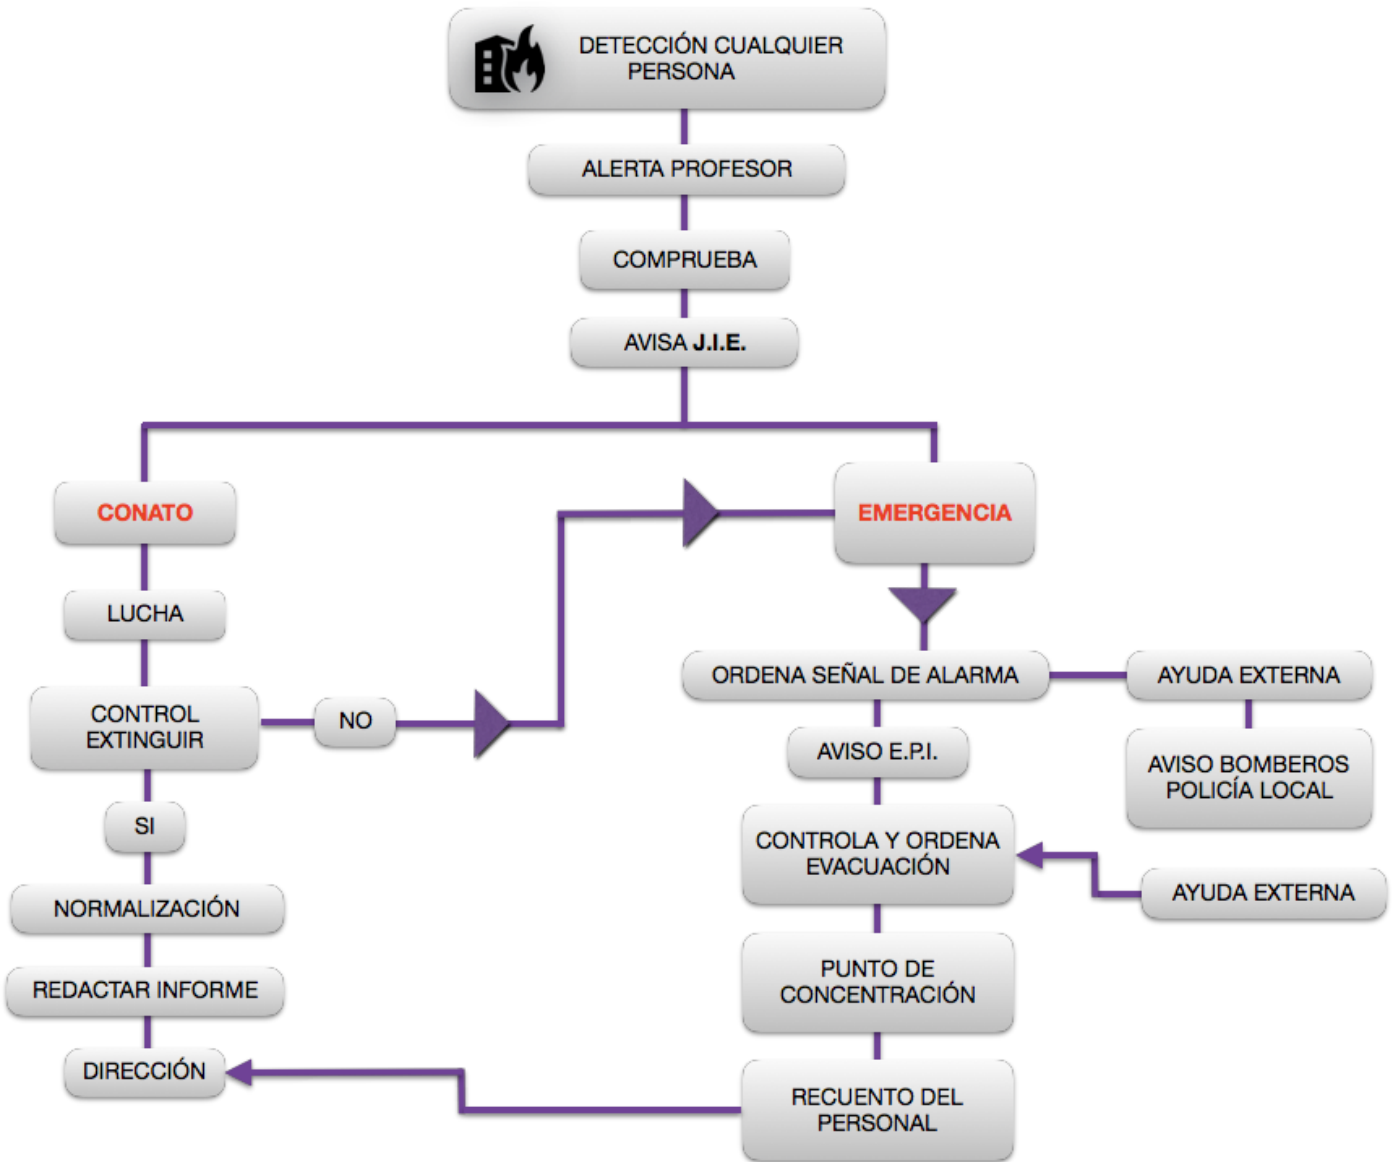 DETECCIÓN CUALQUIER
PERSONA
ALERTA PROFESOR
COMPRUEBA
AVISA J.I.E.
CONATO
EMERGENCIA
LUCHA
ORDENA SEÑAL DE ALARMA
AYUDA EXTERNA
CONTROL
EXTINGUIR
NO
AVISO E.P.I.
AVISO BOMBEROS
POLICÍA LOCAL
SI
CONTROLA Y ORDENA
EVACUACIÓN
AYUDA EXTERNA
NORMALIZACIÓN
PUNTO DE
CONCENTRACIÓN
REDACTAR INFORME
DIRECCIÓN
RECUENTO DEL
PERSONAL